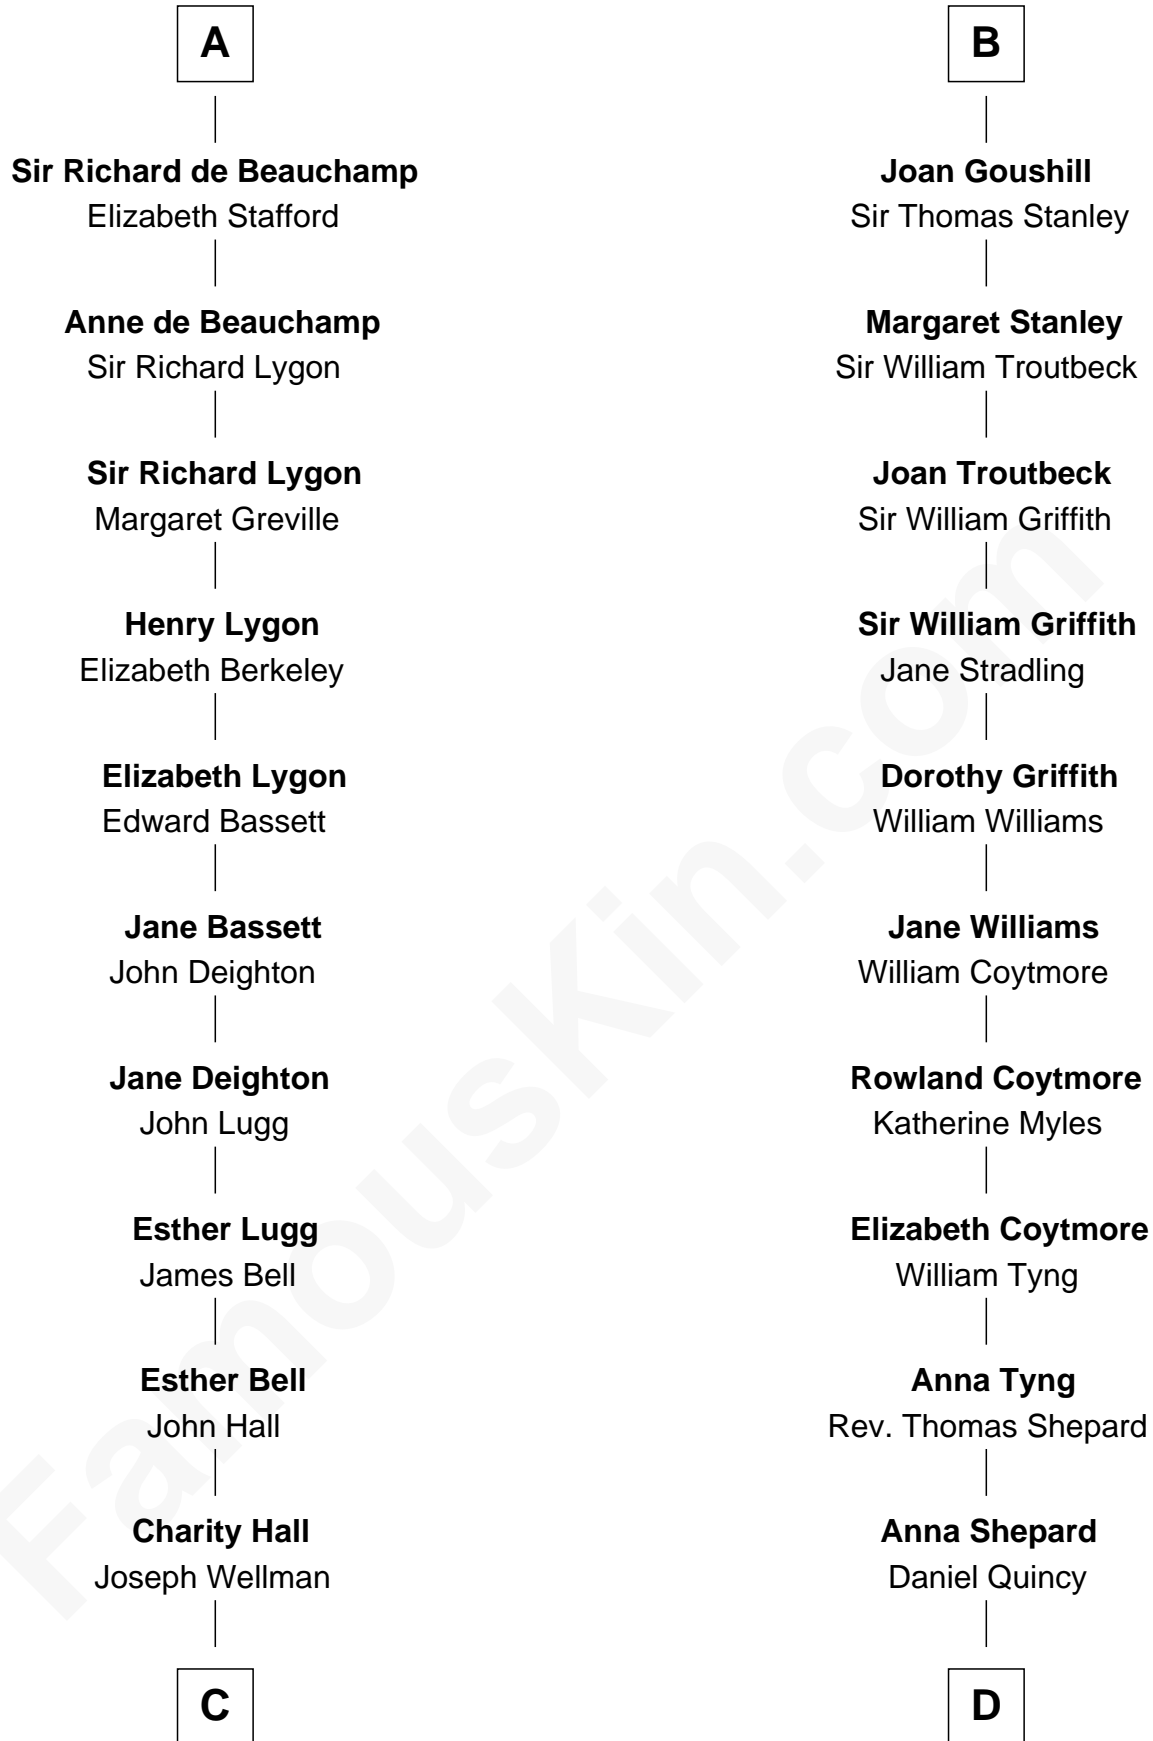 A
Sir Richard de Beauchamp
Elizabeth Stafford
Anne de Beauchamp
Sir Richard Lygon
Sir Richard Lygon
Margaret Greville
Henry Lygon
Elizabeth Berkeley
Elizabeth Lygon
Edward Bassett
Jane Bassett
John Deighton
Jane Deighton
John Lugg
Esther Lugg
James Bell
Esther Bell
John Hall
Charity Hall
Joseph Wellman
C
B
Joan Goushill
Sir Thomas Stanley
Margaret Stanley
Sir William Troutbeck
Joan Troutbeck
Sir William Griffith
Sir William Griffith
Jane Stradling
Dorothy Griffith
William Williams
Jane Williams
William Coytmore
Rowland Coytmore
Katherine Myles
Elizabeth Coytmore
William Tyng
Anna Tyng
Rev. Thomas Shepard
Anna Shepard
Daniel Quincy
D
FamousKin.com